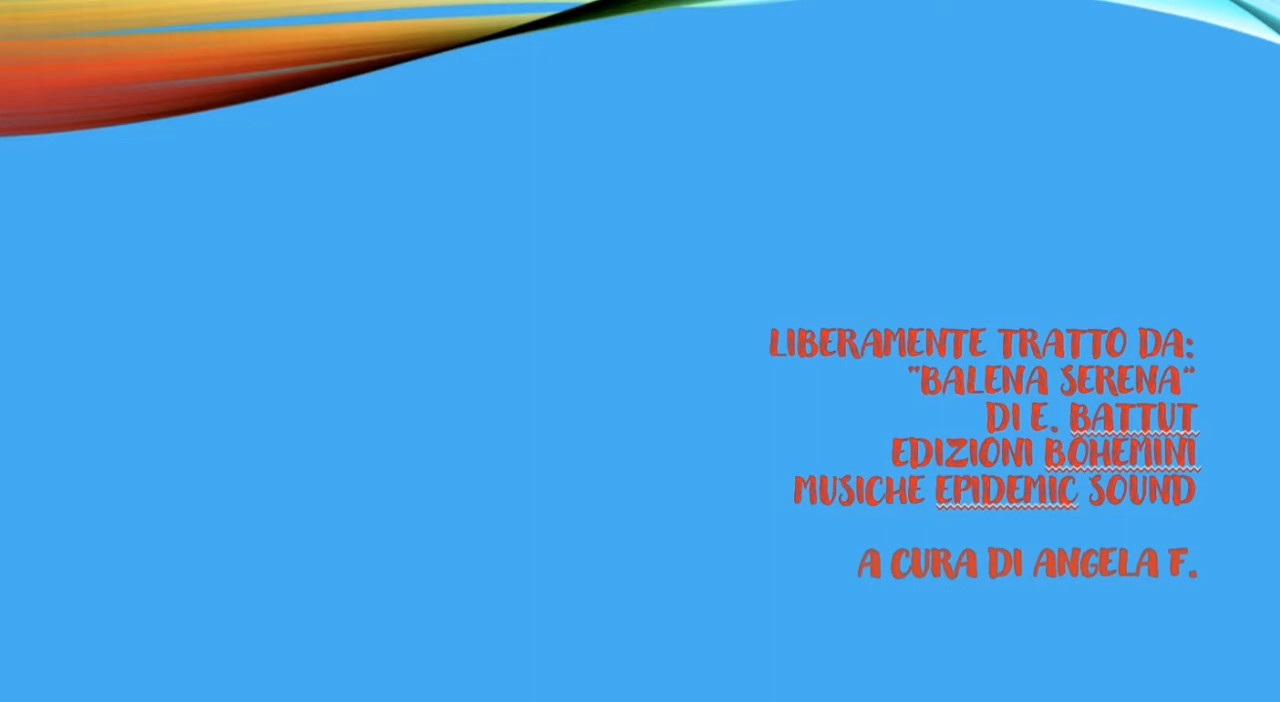 LIBERAMENTE TRATTO DA:
"BALENA SERENA"
DI E. BATTUT
EDIZIONI BOHEMINI
MUSICHE EPIDEMIC SOUND
A CURA DI ANGELA F.